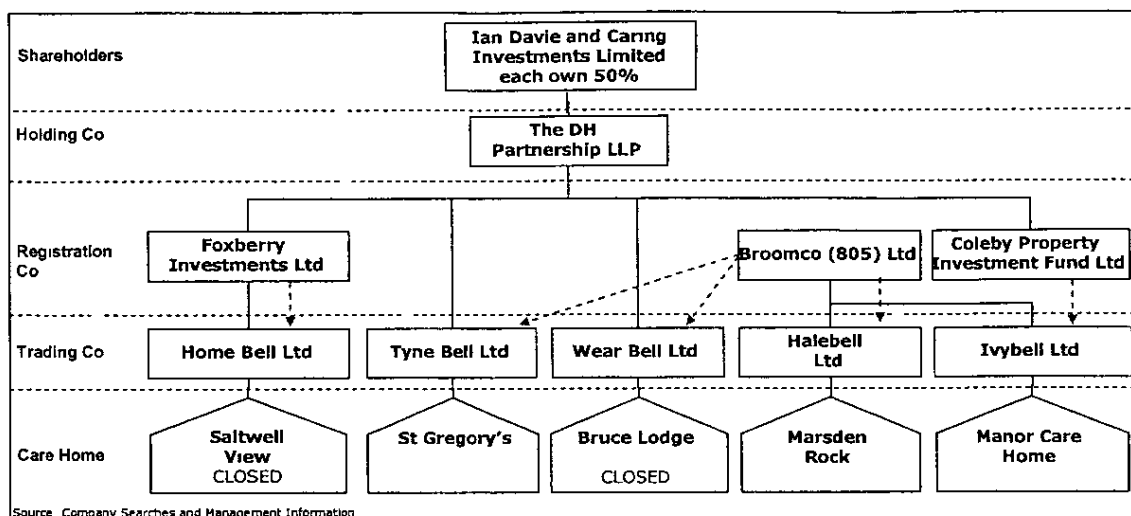 Shareholders
Ian Davie and Caring
Investments Limited
each own 50%
Holding Co
The DH
Partnership LLP
Registration
Co
Foxberry
Investments Ltd
Broomco (805) Ltd
Coleby Property
Investment Fund Ltd
Trading Co
Home Bell Ltd
Tyne Bell Ltd
Wear Bell Ltd
Halebell
Ltd
Ivybell Ltd
Care Home
Saltwell
View
CLOSED
St Gregory's
Bruce Lodge
CLOSED
Marsden
Rock
Manor Care
Home
Source Company Searches and Management Information